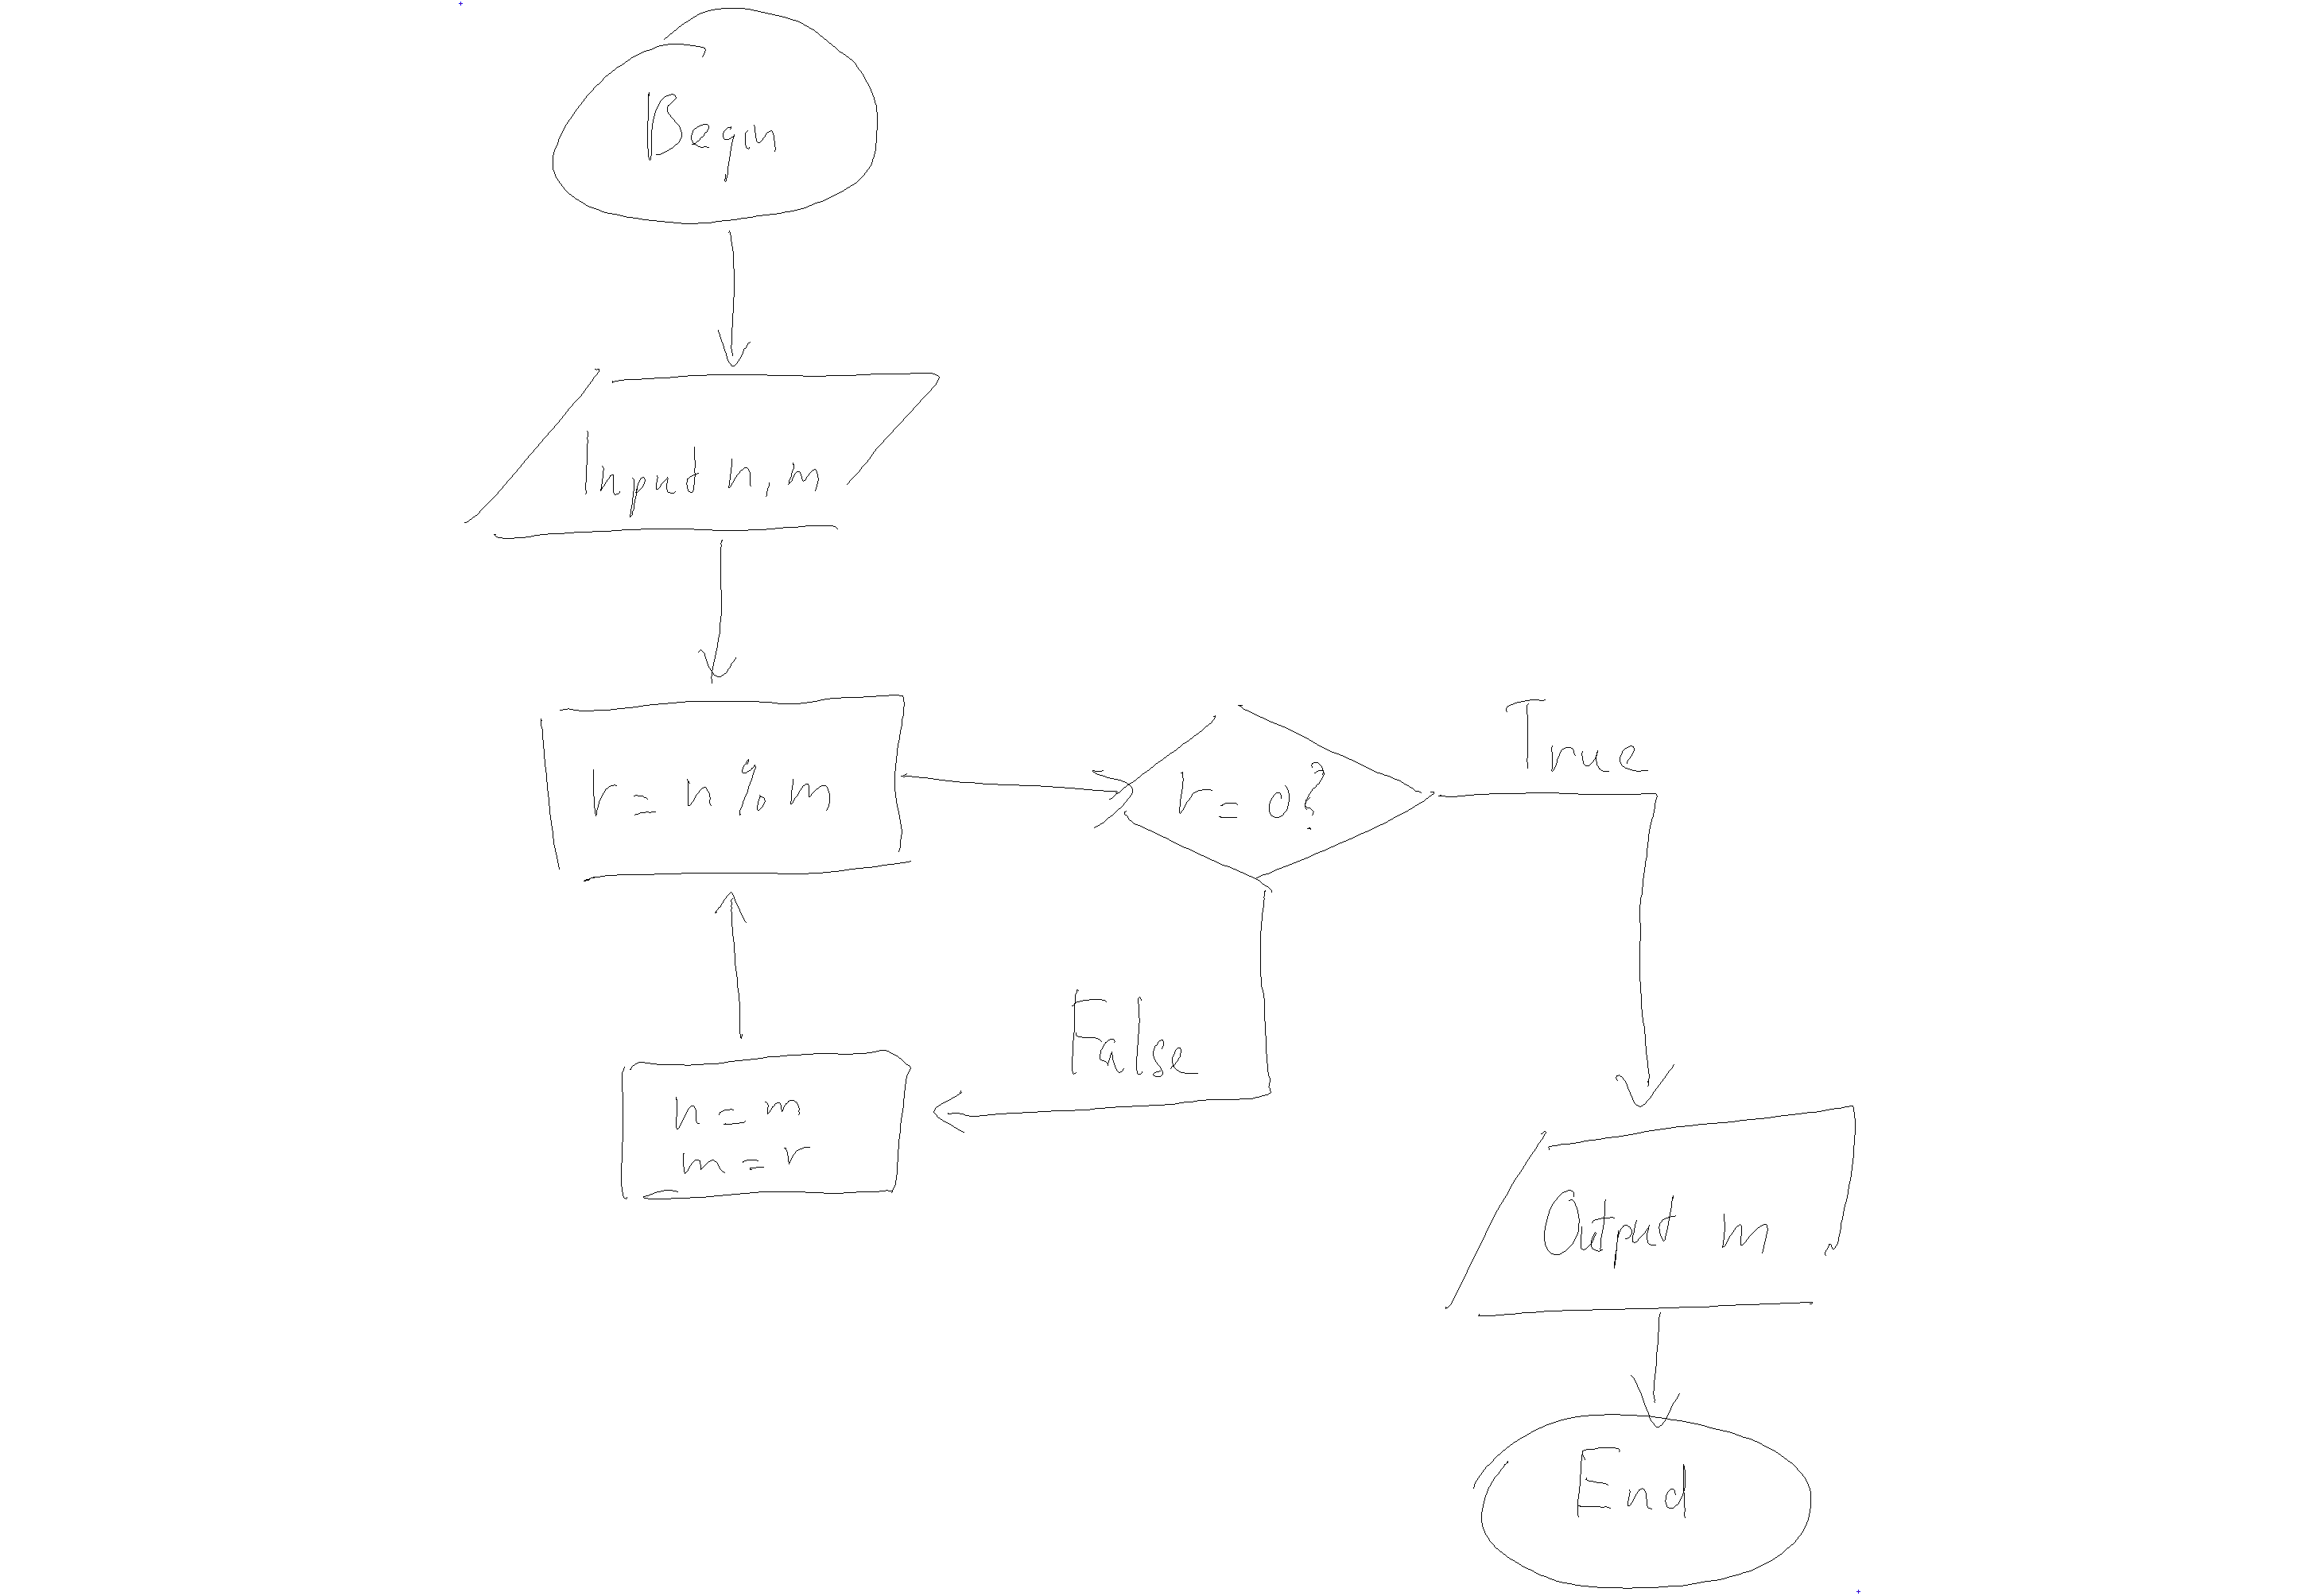 Begin
Input n, m
r = n % m
r = 0?
True
False
n = m
m = r
Output m
End